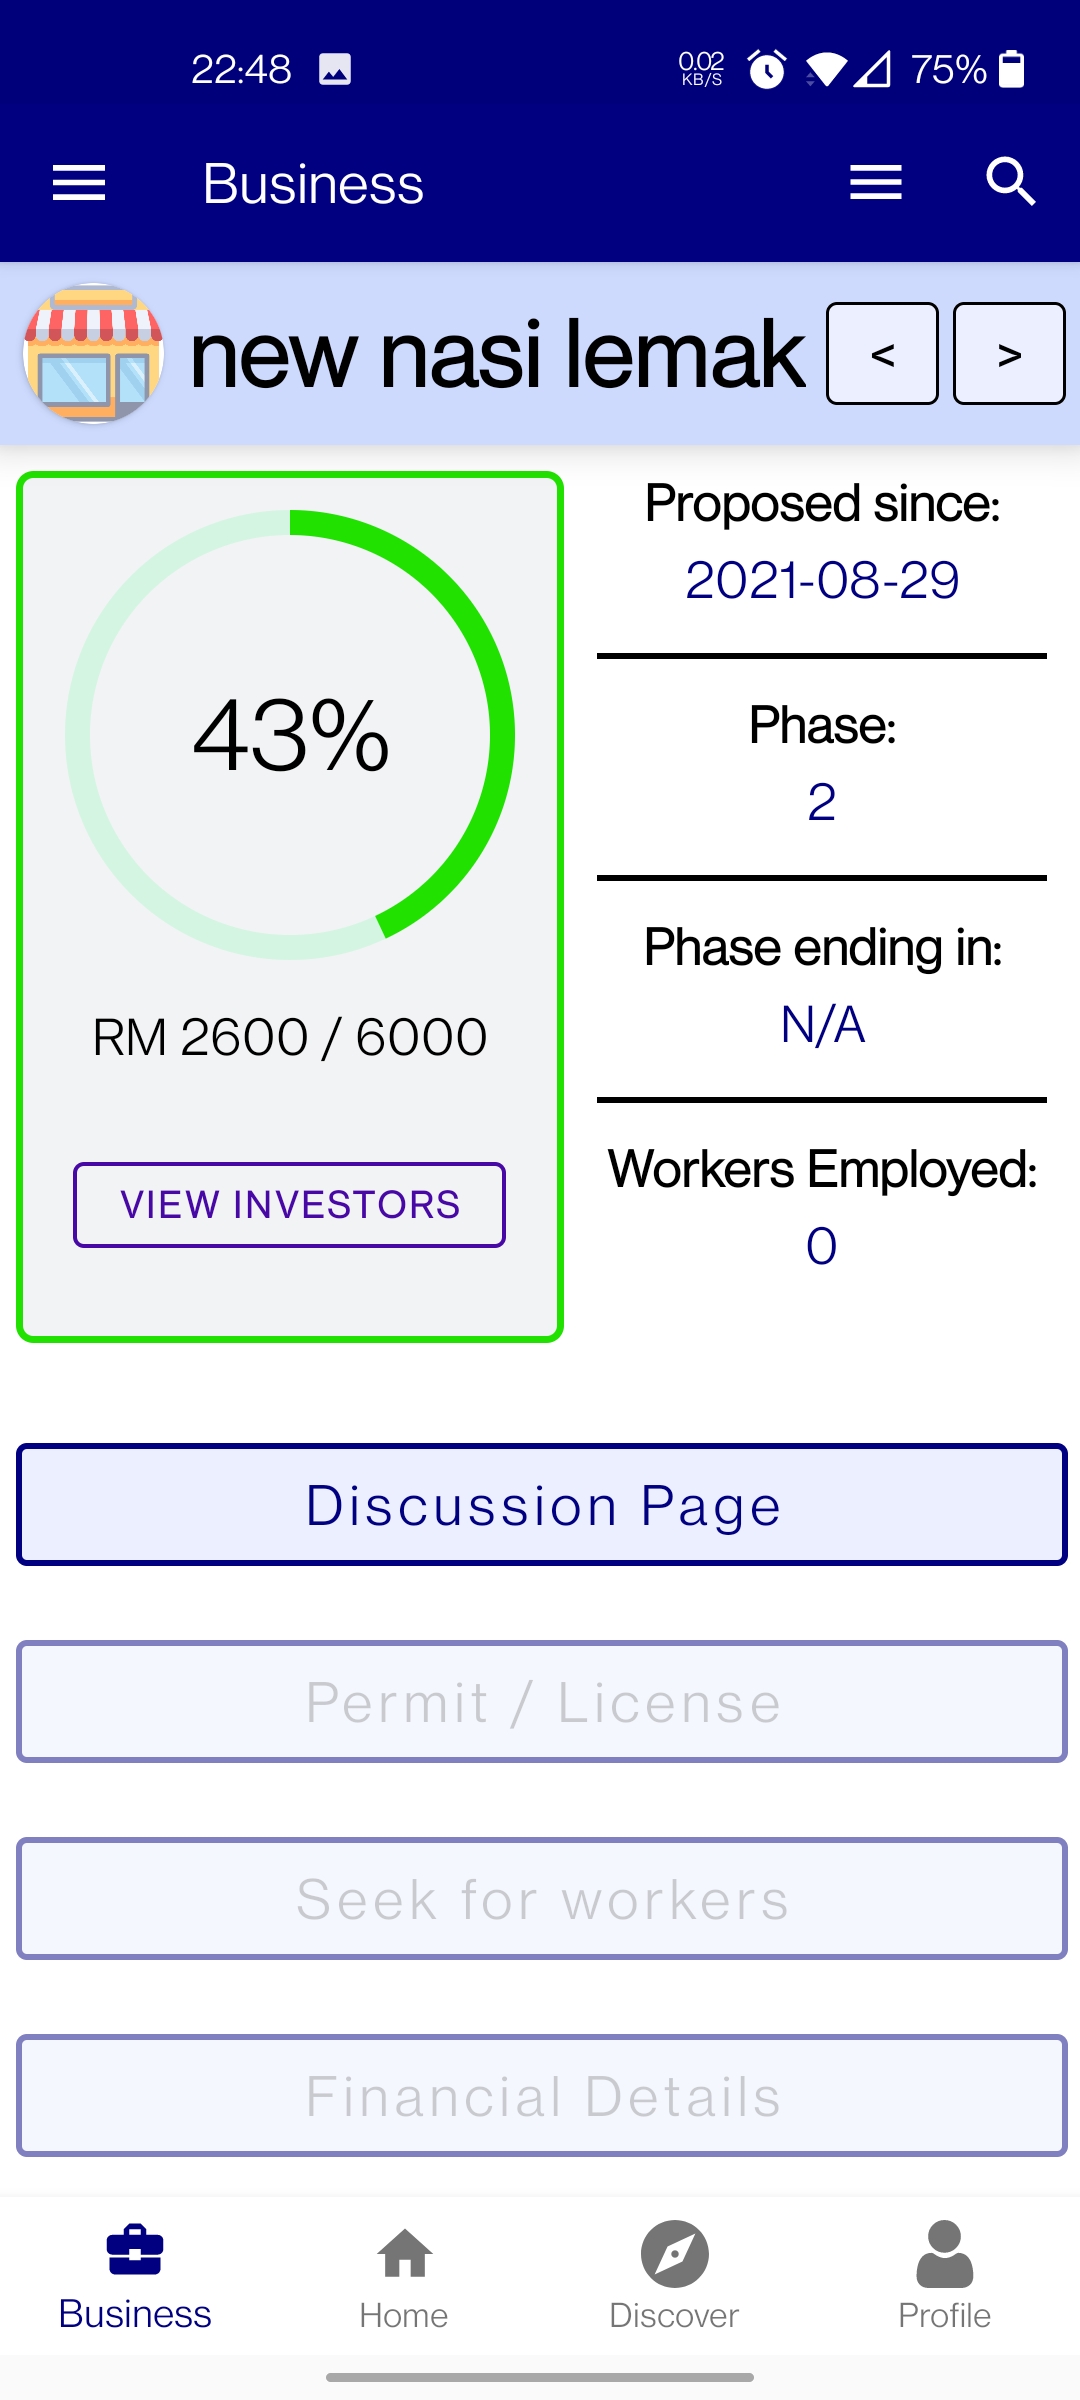 22:48
0.02
KB/S
75%
Business
new nasi lemak
<
>
43%
RM 2600 / 6000
VIEW INVESTORS
Proposed since:
2021-08-29
Phase:
2
Phase ending in:
N/A
Workers Employed:
0
Discussion Page
Permit / License
Seek for workers
Financial Details
Business
Home
Discover
Profile